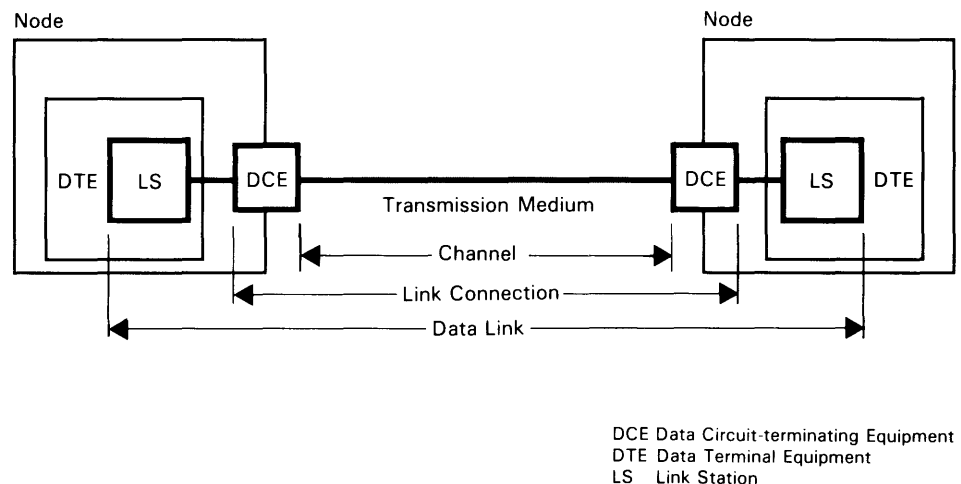 Node
Node
DTE
LS
DCE
DCE
LS
DTE
Transmission Medium
Channel
Link Connection
Data Link
DCE Data Circuit-terminating Equipment
DTE Data Terminal Equipment
LS Link Station